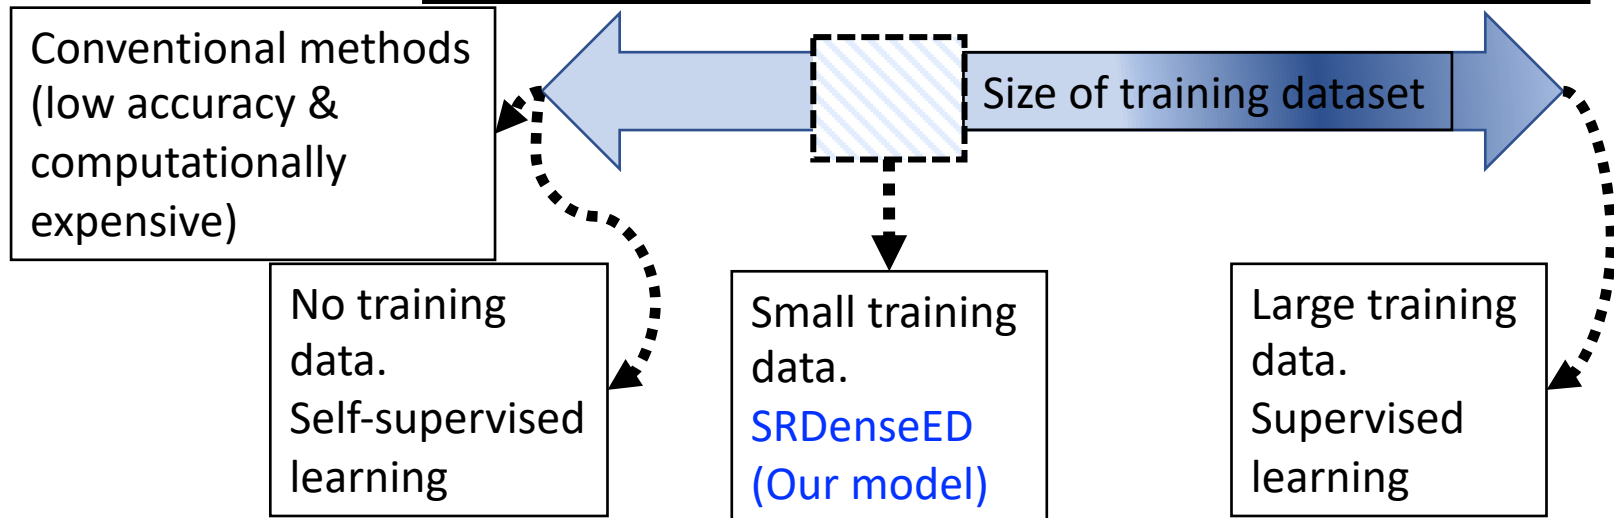 Conventional methods
(low accuracy &
computationally
expensive)
Size of training dataset
No training
data.
Self-supervised
learning
Small training
data.
SRDenseED
(Our model)
Large training
data.
Supervised
learning